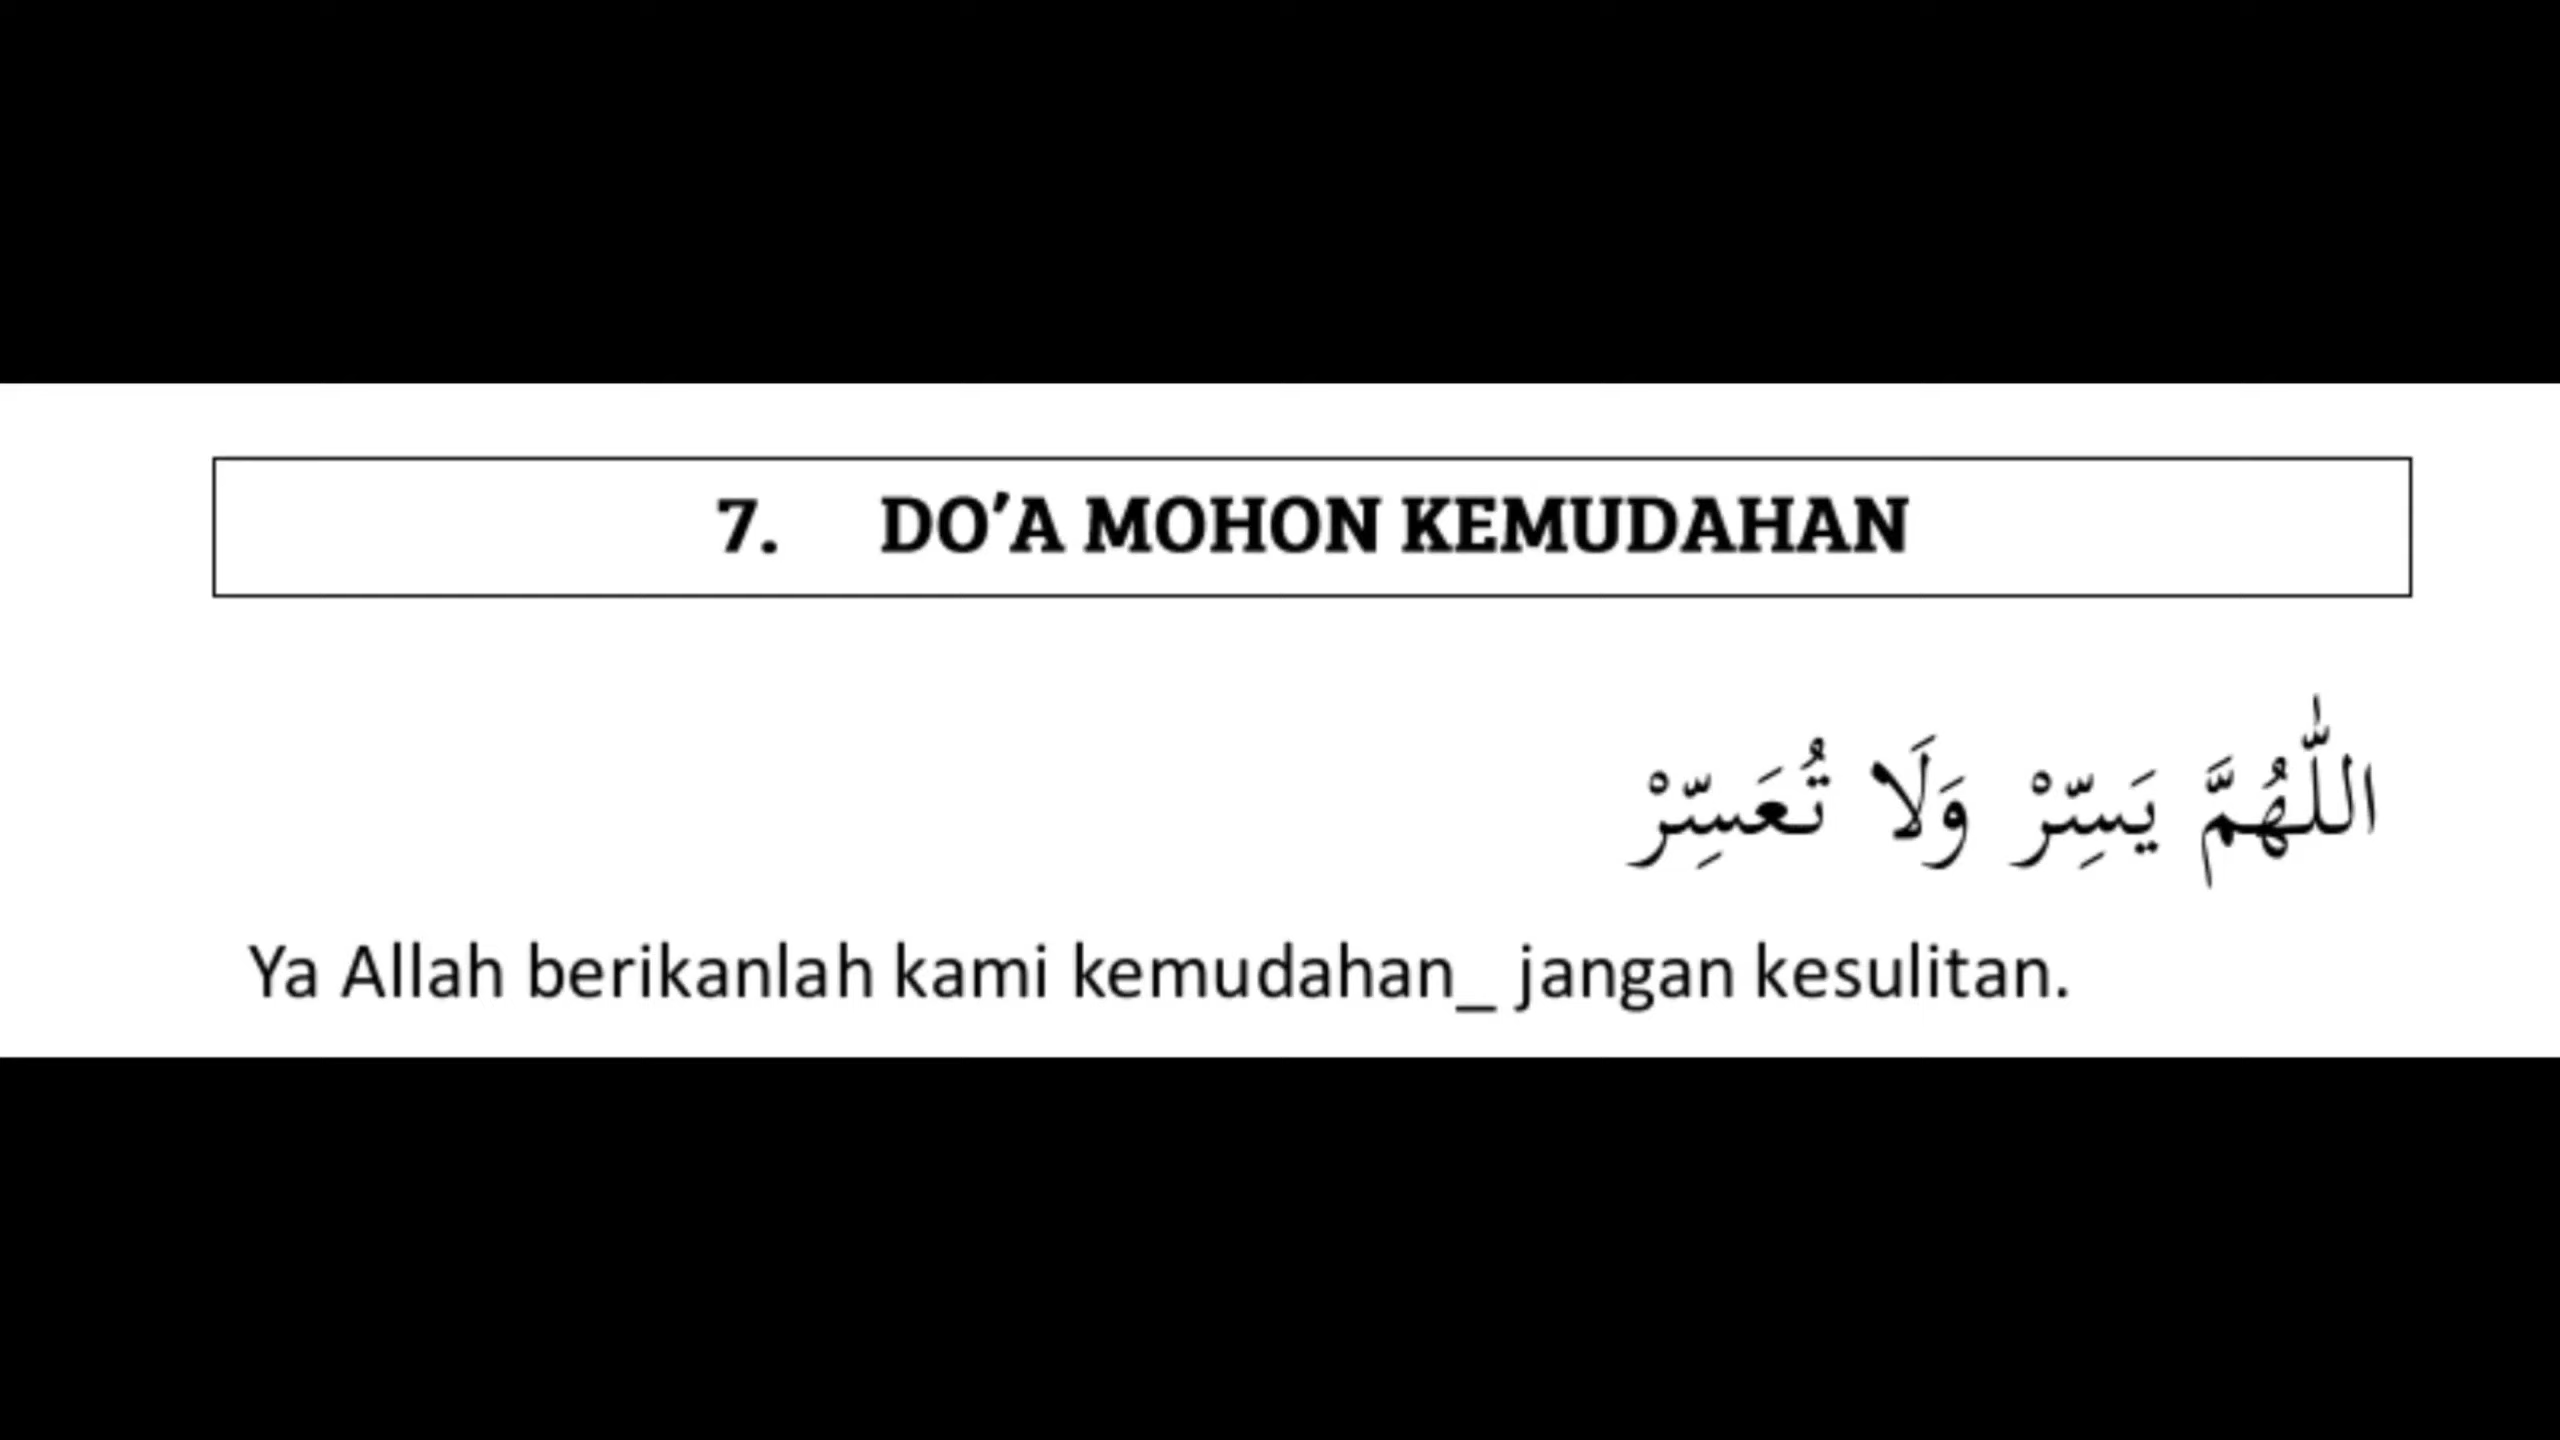 7. DO’A MOHON KEMUDAHAN
اللّٰهُمَّ يَسِّرْ وَلَا تُعَسِّرْ
Ya Allah berikanlah kami kemudahan_ jangan kesulitan.